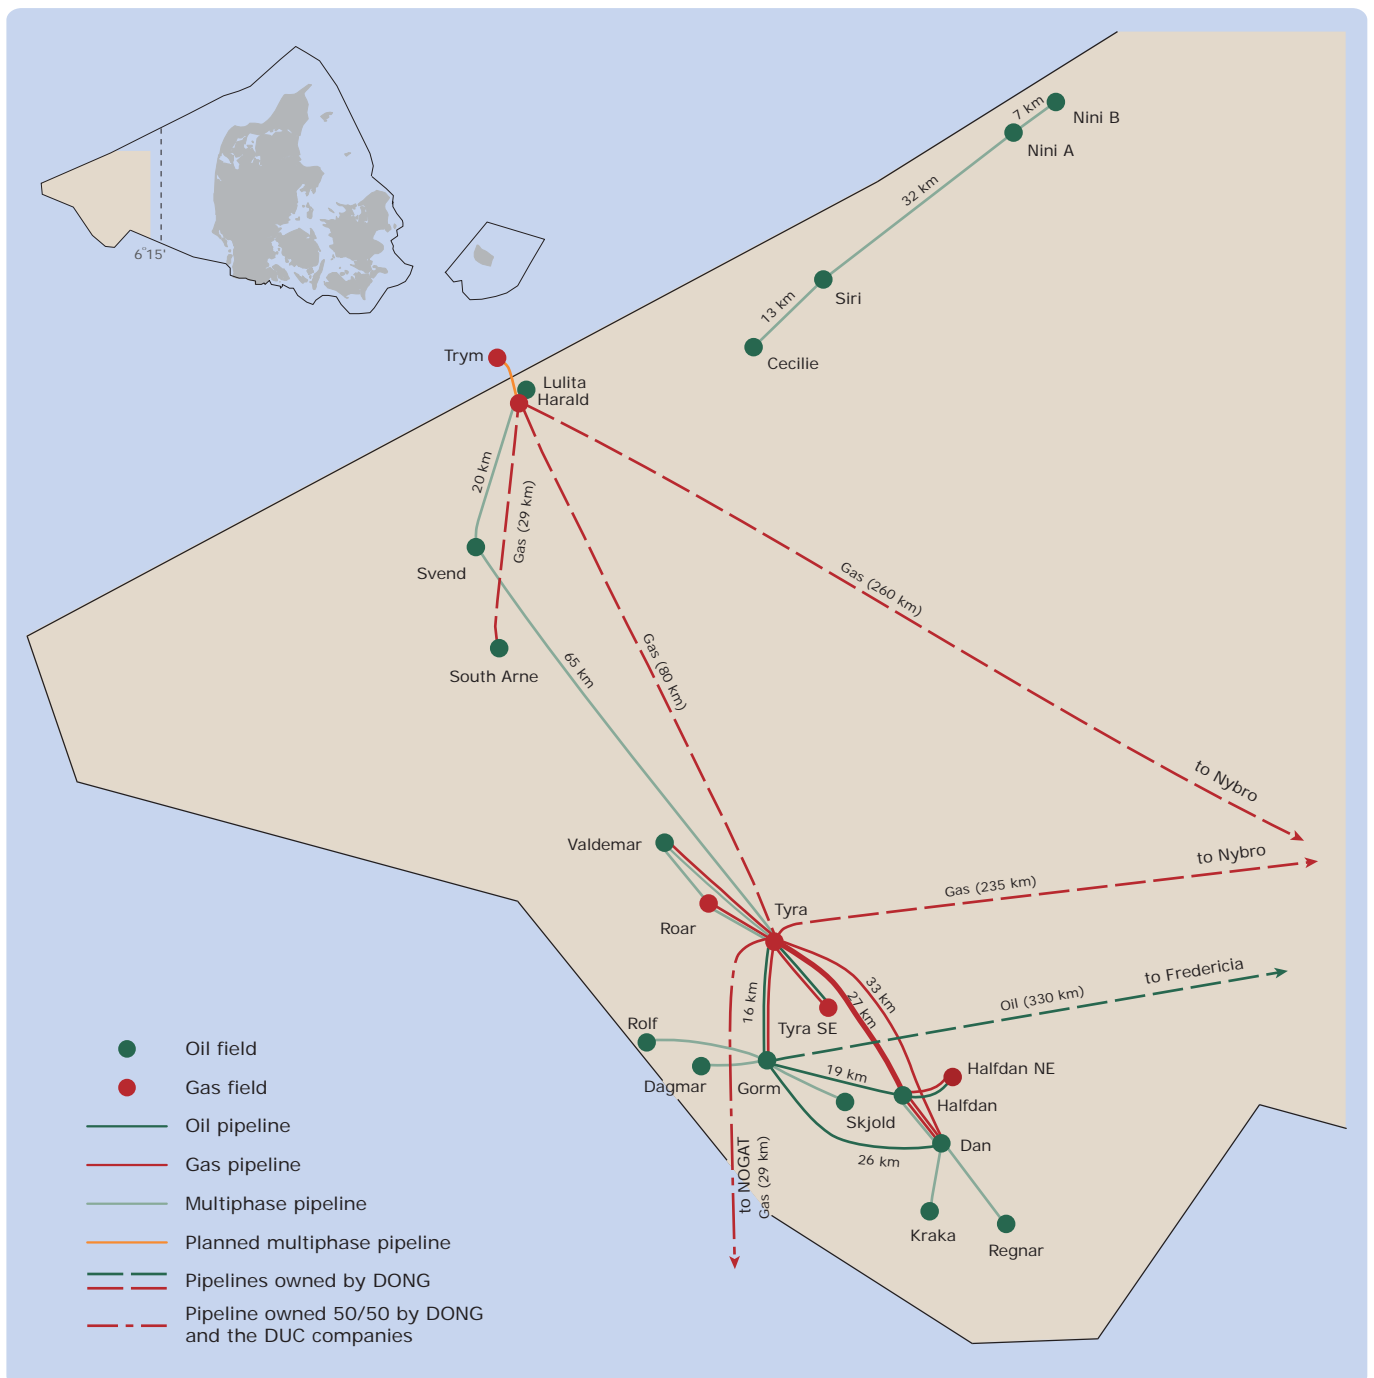 7 km
Nini B
Nini A
32 km
6°15'
Siri
13 km
Cecilie
Trym
Lulita
Harald
20 km
Gas (29 km)
Svend
Gas (260 km)
South Arne
65 km
Gas (80 km)
to Nybro
Valdemar
to Nybro
Gas (235 km)
Tyra
Roar
to Fredericia
Oil (330 km)
33 km
27 km
16 km
Tyra SE
Rolf
Oil field
Halfdan NE
19 km
Dagmar
Gorm
Gas field
Halfdan
Skjold
Oil pipeline
Dan
26 km
Gas pipeline
to NOGAT
Gas (29 km)
Multiphase pipeline
Kraka
Planned multiphase pipeline
Regnar
Pipelines owned by DONG
Pipeline owned 50/50 by DONG
and the DUC companies